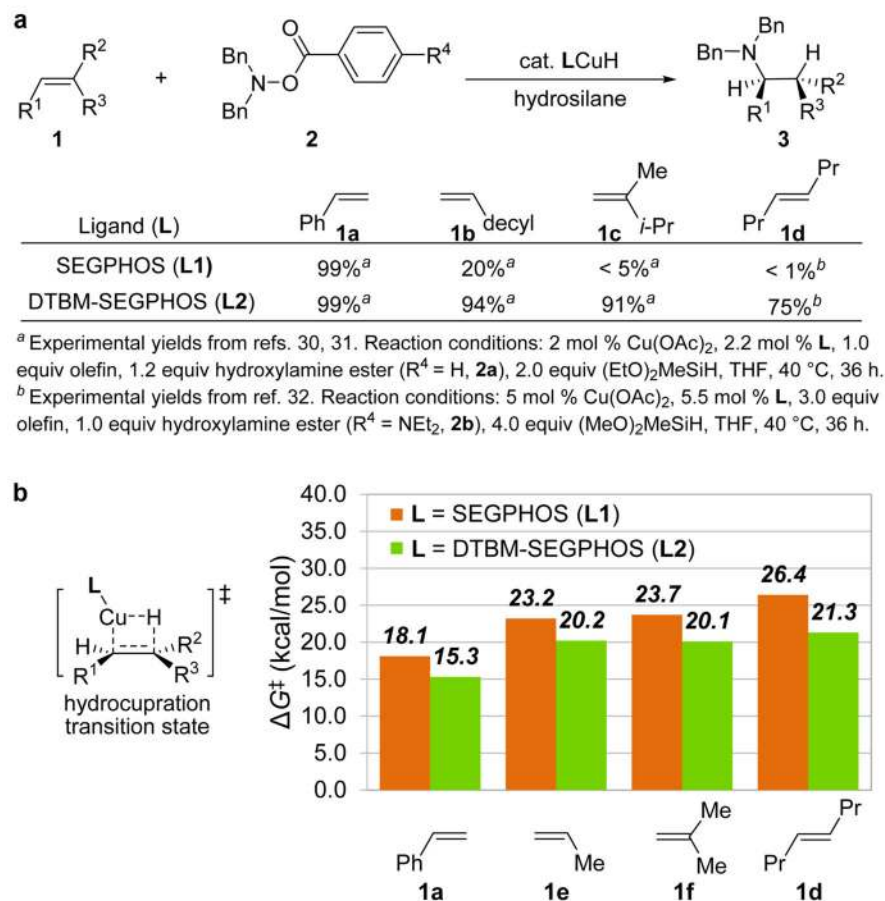 a
R² R¹ R³ 1
+
Bn N Bn O O R⁴ 2
cat. LCuH
hydrosilane
Bn N Bn H H R¹ R² R³ 3
Ligand (L) Ph 1a decyl 1b Me i-Pr 1c Pr Pr 1d
SEGPHOS (L1) 99%ᵃ 20%ᵃ < 5%ᵃ < 1%ᵇ
DTBM-SEGPHOS (L2) 99%ᵃ 94%ᵃ 91%ᵃ 75%ᵇ
ᵃ Experimental yields from refs. 30, 31. Reaction conditions: 2 mol % Cu(OAc)₂, 2.2 mol % L, 1.0
equiv olefin, 1.2 equiv hydroxylamine ester (R⁴ = H, 2a), 2.0 equiv (EtO)₂MeSiH, THF, 40 °C, 36 h.
ᵇ Experimental yields from ref. 32. Reaction conditions: 5 mol % Cu(OAc)₂, 5.5 mol % L, 3.0 equiv
olefin, 1.0 equiv hydroxylamine ester (R⁴ = NEt₂, 2b), 4.0 equiv (MeO)₂MeSiH, THF, 40 °C, 36 h.
b
L Cu H H R¹ R² R³ ‡
hydrocupration
transition state
ΔG‡ (kcal/mol)
40.0
35.0
30.0
25.0
20.0
15.0
10.0
5.0
0.0
L = SEGPHOS (L1)
L = DTBM-SEGPHOS (L2)
18.1 15.3 23.2 20.2 23.7 20.1 26.4 21.3
Ph Me Me Me Pr Pr
1a 1e 1f 1d